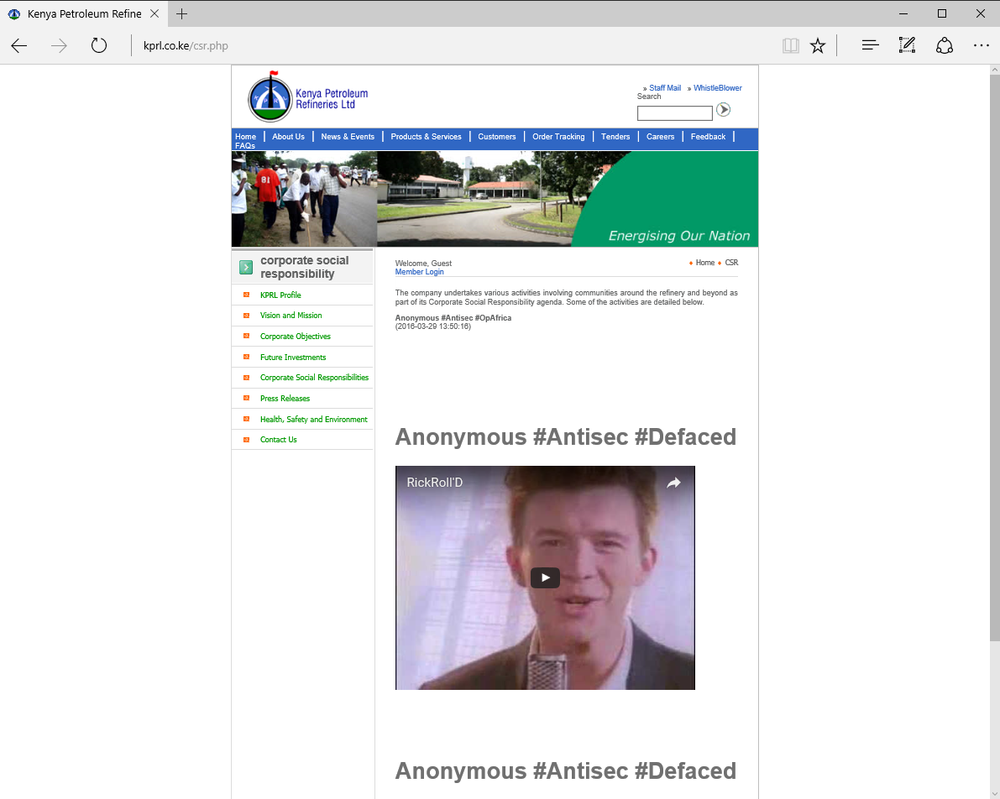 Kenya Petroleum Refine
kprl.co.ke/csr.php
KPRL
Kenya Petroleum
Refineries Ltd
» Staff Mail » WhistleBlower
Search
Home | About Us | News & Events | Products & Services | Customers | Order Tracking | Tenders | Careers | Feedback |
FAQs
18
Energising Our Nation
corporate social
responsibility
KPRL Profile
Vision and Mission
Corporate Objectives
Future Investments
Corporate Social Responsibilities
Press Releases
Health, Safety and Environment
Contact Us
Welcome, Guest
Member Login
Home CSR
The company undertakes various activities involving communities around the refinery and beyond as
part of its Corporate Social Responsibility agenda. Some of the activities are detailed below.
Anonymous #Antisec #OpAfrica
(2016-03-29 13:50:16)
Anonymous #Antisec #Defaced
RickRoll'D
Anonymous #Antisec #Defaced